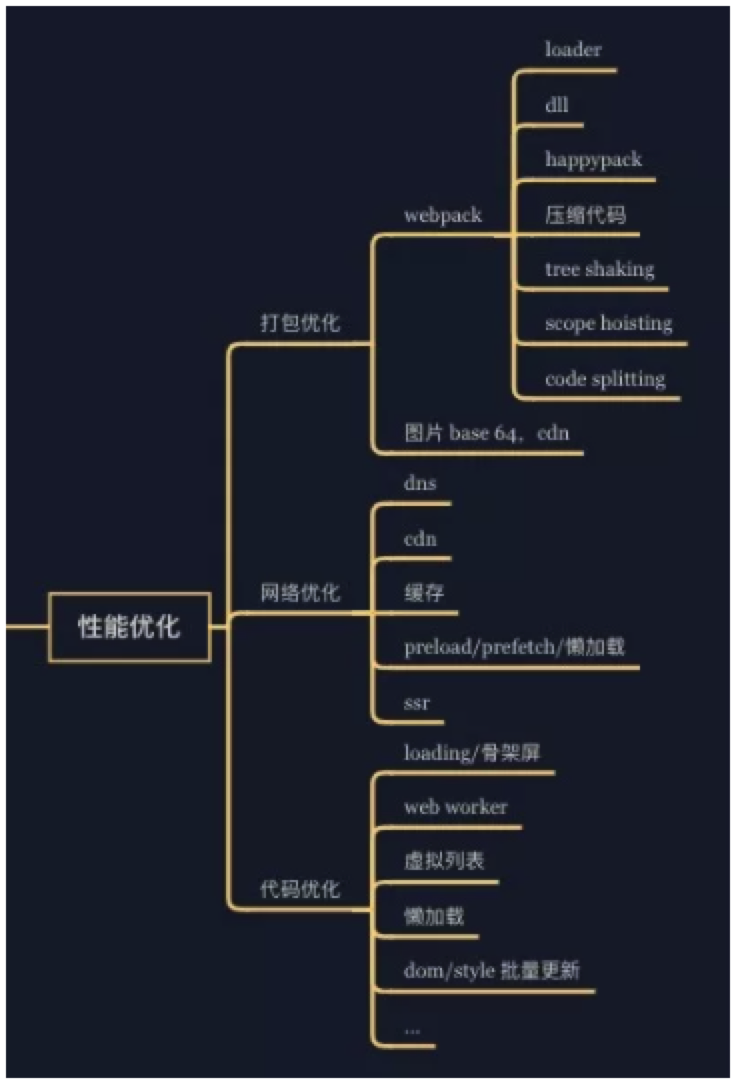 性能优化
打包优化
webpack
loader
dll
happypack
压缩代码
tree shaking
scope hoisting
code splitting
图片 base 64，cdn
网络优化
dns
cdn
缓存
preload/prefetch/懒加载
ssr
代码优化
loading/骨架屏
web worker
虚拟列表
懒加载
dom/style 批量更新
...